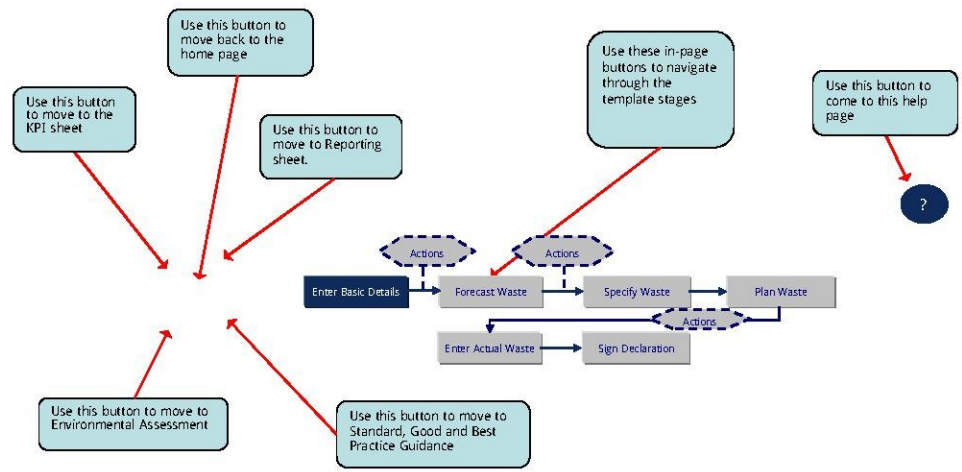 Use this button to
move back to the
home page
Use this button
to move to the
KPI sheet
Use this button to
move to Reporting
sheet.
Use these in-page
buttons to navigate
through the
template stages
Use this button to
come to this help
page
?
Actions
Actions
Enter Basic Details
Forecast Waste
Specify Waste
Plan Waste
Actions
Enter Actual Waste
Sign Declaration
Use this button to move to
Environmental Assessment
Use this button to move to
Standard, Good and Best
Practice Guidance